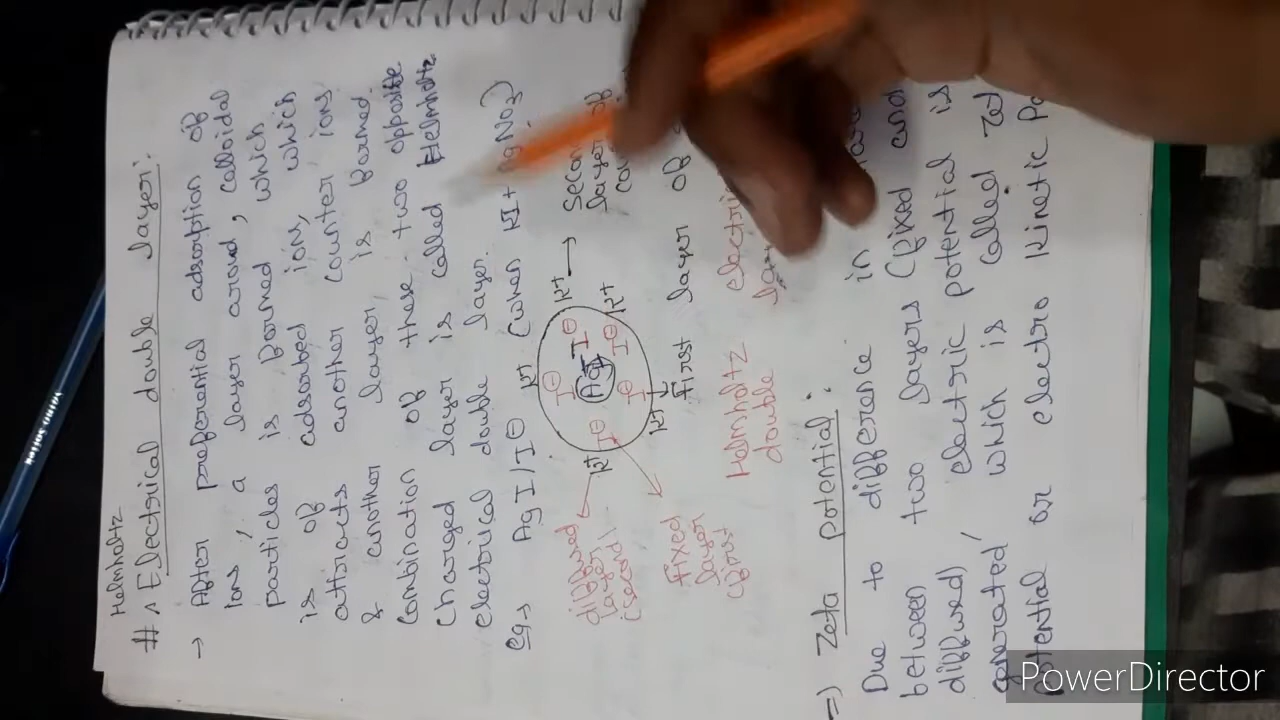 Helmholtz
# ^ Electrical double layer:
→ After preferential adsorption of
ions, a layer around, colloidal
particles is formed which
is of adsorbed ions, which
attracts another counter ions
& another layer, is formed.
Combination of these two opposite
charged layer is called Helmholtz
electrical double layer.
eg→ AgI/I⊖ (when KI + AgNO3)
K+
K+
K+
K+
K+
I⊖
I⊖
I⊖
I⊖
I⊖
AgI
→ Second
layer of
diffused
layer
(second)
First layer of
Fixed
layer
(first
Helmholtz electri
double
⇒ Zeta potential:
Due to difference in
between two layers (fixed and
diffused), electric potential is
generated, which is called zet
potential or electro kinetic po
PowerDirector